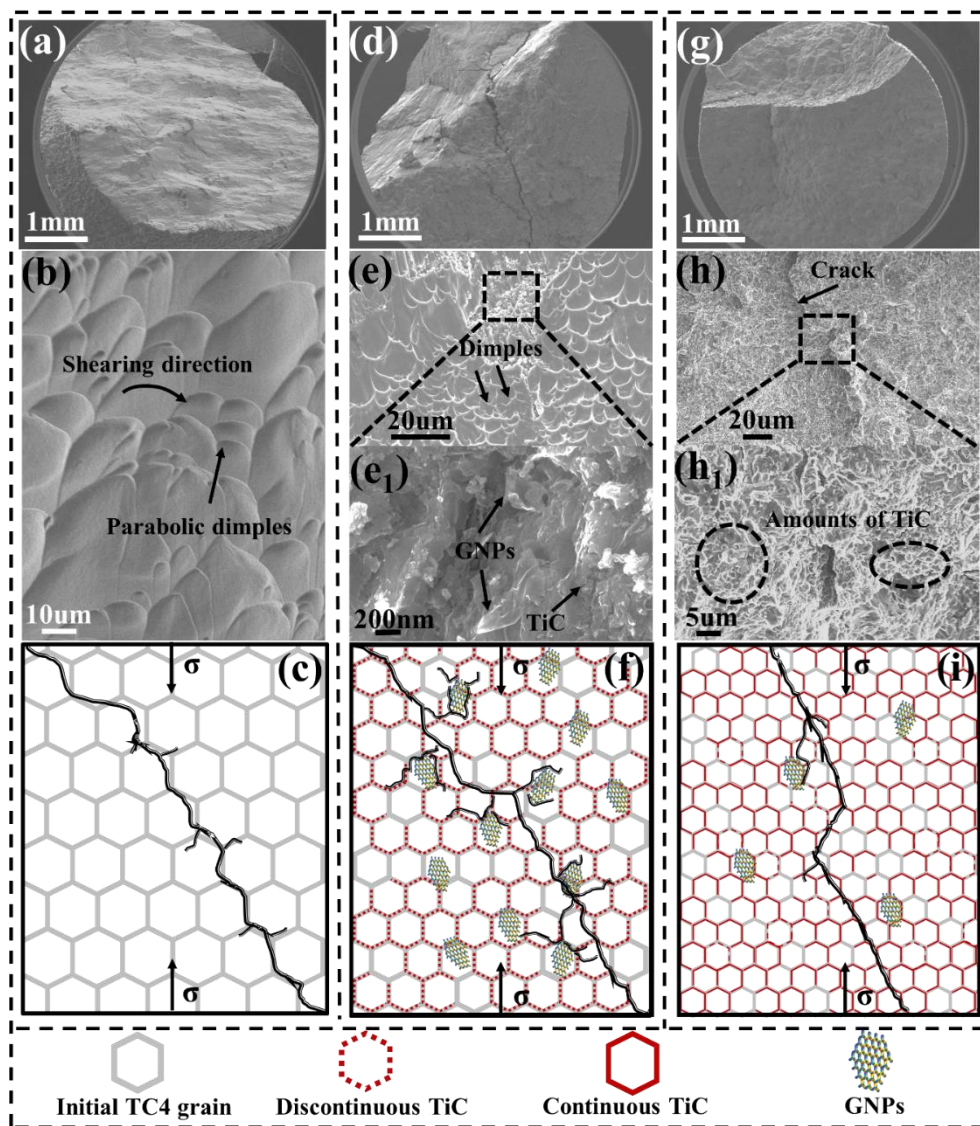 (a)
1mm
(b)
Shearing direction
Parabolic dimples
10um
(c)
σ
σ
(d)
1mm
(e)
Dimples
20um
(e₁)
GNPs
TiC
200nm
(f)
σ
σ
(g)
1mm
(h)
Crack
20um
(h₁)
Amounts of TiC
5um
(i)
σ
σ
Initial TC4 grain
Discontinuous TiC
Continuous TiC
GNPs